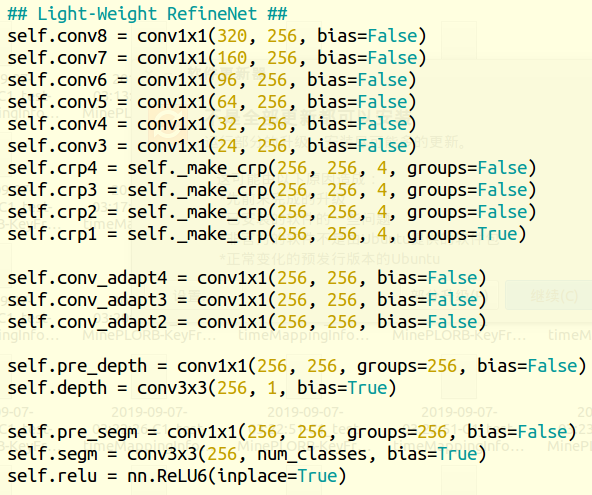 ## Light-Weight RefineNet ##
self.conv8 = conv1x1(320, 256, bias=False)
self.conv7 = conv1x1(160, 256, bias=False)
self.conv6 = conv1x1(96, 256, bias=False)
self.conv5 = conv1x1(64, 256, bias=False)
self.conv4 = conv1x1(32, 256, bias=False)
self.conv3 = conv1x1(24, 256, bias=False)
self.crp4 = self._make_crp(256, 256, 4, groups=False)
self.crp3 = self._make_crp(256, 256, 4, groups=False)
self.crp2 = self._make_crp(256, 256, 4, groups=False)
self.crp1 = self._make_crp(256, 256, 4, groups=True)
self.conv_adapt4 = conv1x1(256, 256, bias=False)
self.conv_adapt3 = conv1x1(256, 256, bias=False)
self.conv_adapt2 = conv1x1(256, 256, bias=False)
self.pre_depth = conv1x1(256, 256, groups=256, bias=False)
self.depth = conv3x3(256, 1, bias=True)
self.pre_segm = conv1x1(256, 256, groups=256, bias=False)
self.segm = conv3x3(256, num_classes, bias=True)
self.relu = nn.ReLU6(inplace=True)